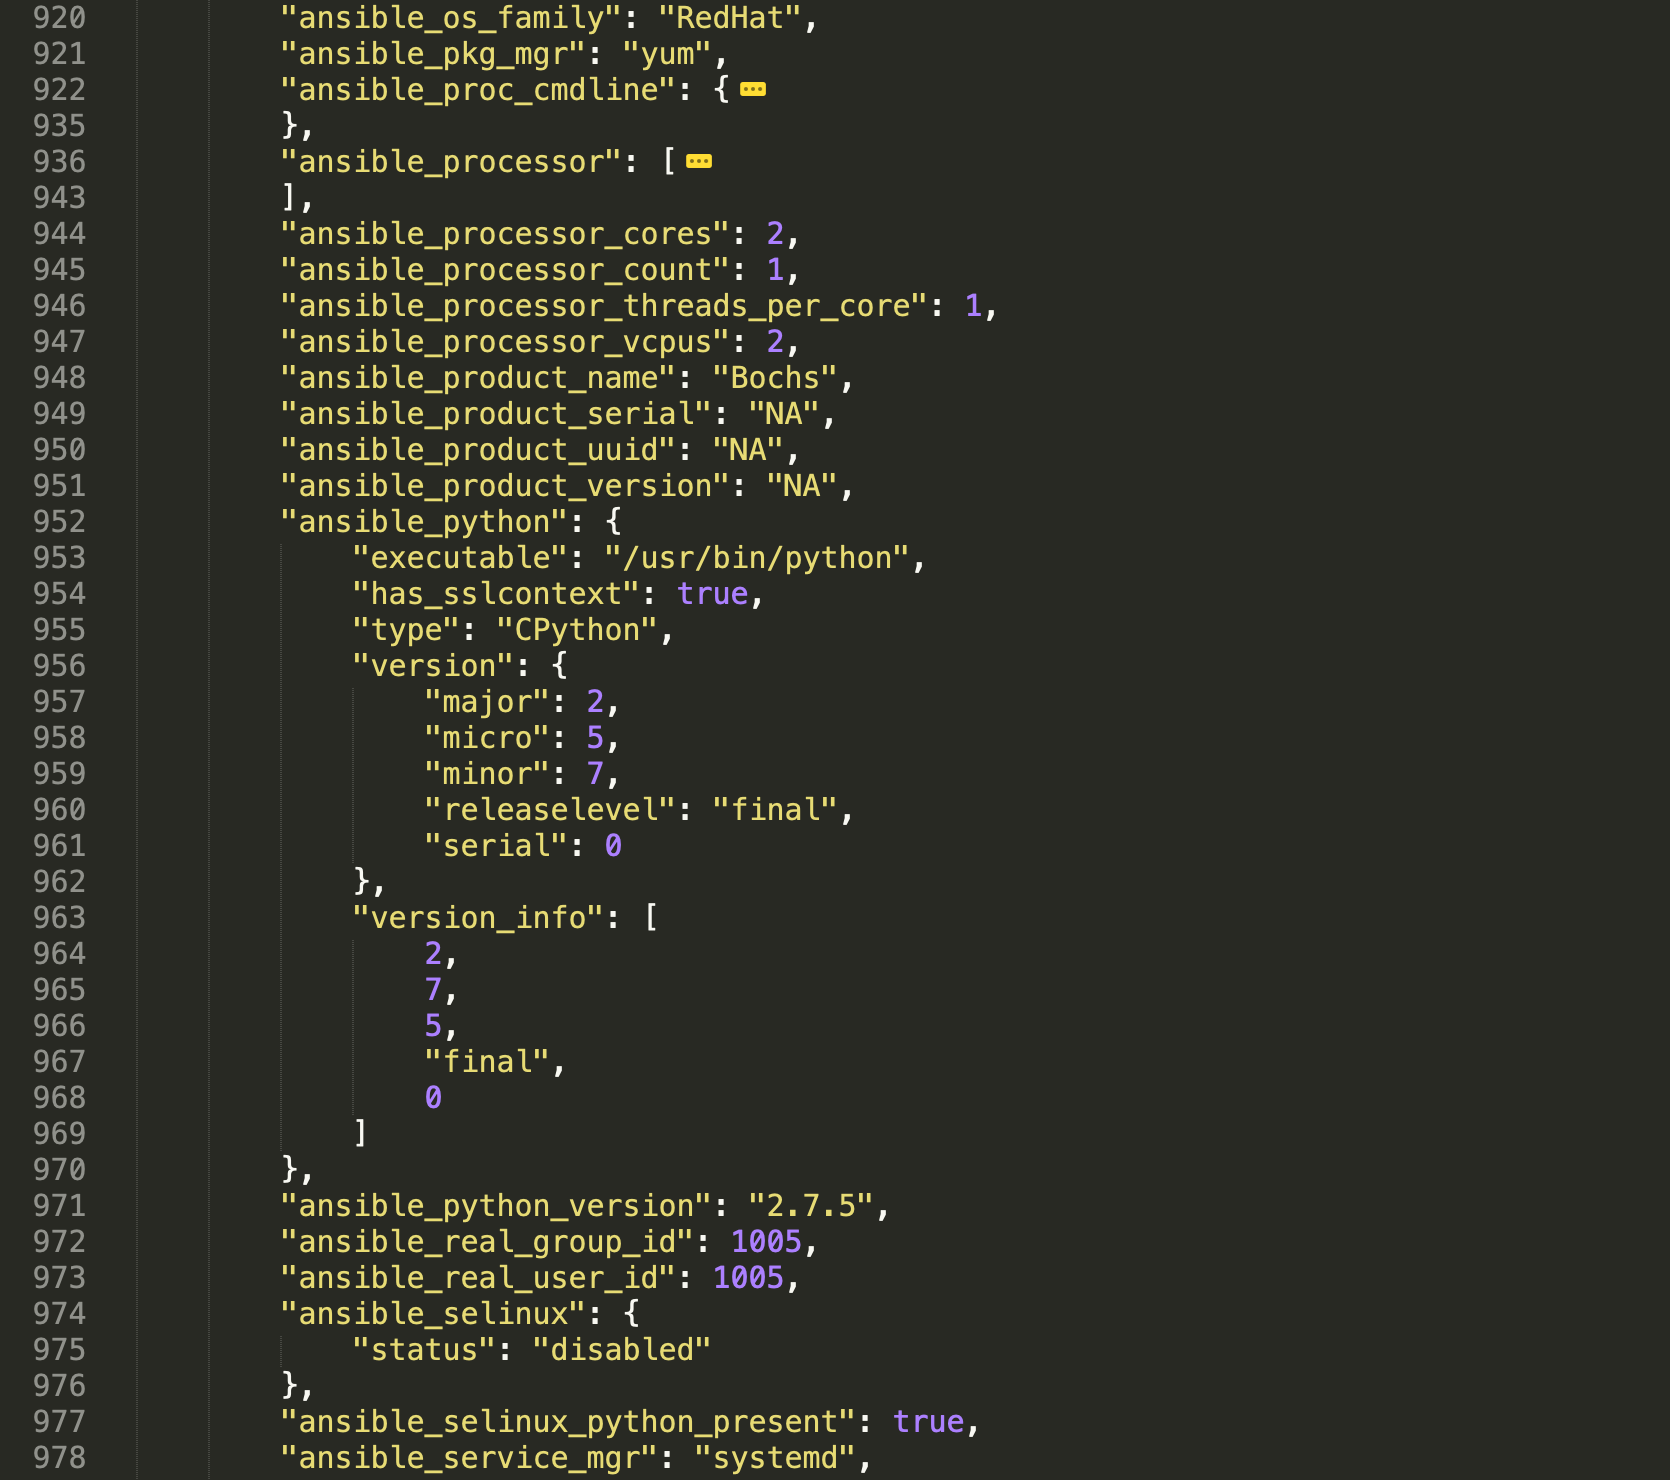 920 "ansible_os_family": "RedHat",
921 "ansible_pkg_mgr": "yum",
922 "ansible_proc_cmdline": {
935 },
936 "ansible_processor": [
943 ],
944 "ansible_processor_cores": 2,
945 "ansible_processor_count": 1,
946 "ansible_processor_threads_per_core": 1,
947 "ansible_processor_vcpus": 2,
948 "ansible_product_name": "Bochs",
949 "ansible_product_serial": "NA",
950 "ansible_product_uuid": "NA",
951 "ansible_product_version": "NA",
952 "ansible_python": {
953 "executable": "/usr/bin/python",
954 "has_sslcontext": true,
955 "type": "CPython",
956 "version": {
957 "major": 2,
958 "micro": 5,
959 "minor": 7,
960 "releaselevel": "final",
961 "serial": 0
962 },
963 "version_info": [
964 2,
965 7,
966 5,
967 "final",
968 0
969 ]
970 },
971 "ansible_python_version": "2.7.5",
972 "ansible_real_group_id": 1005,
973 "ansible_real_user_id": 1005,
974 "ansible_selinux": {
975 "status": "disabled"
976 },
977 "ansible_selinux_python_present": true,
978 "ansible_service_mgr": "systemd",